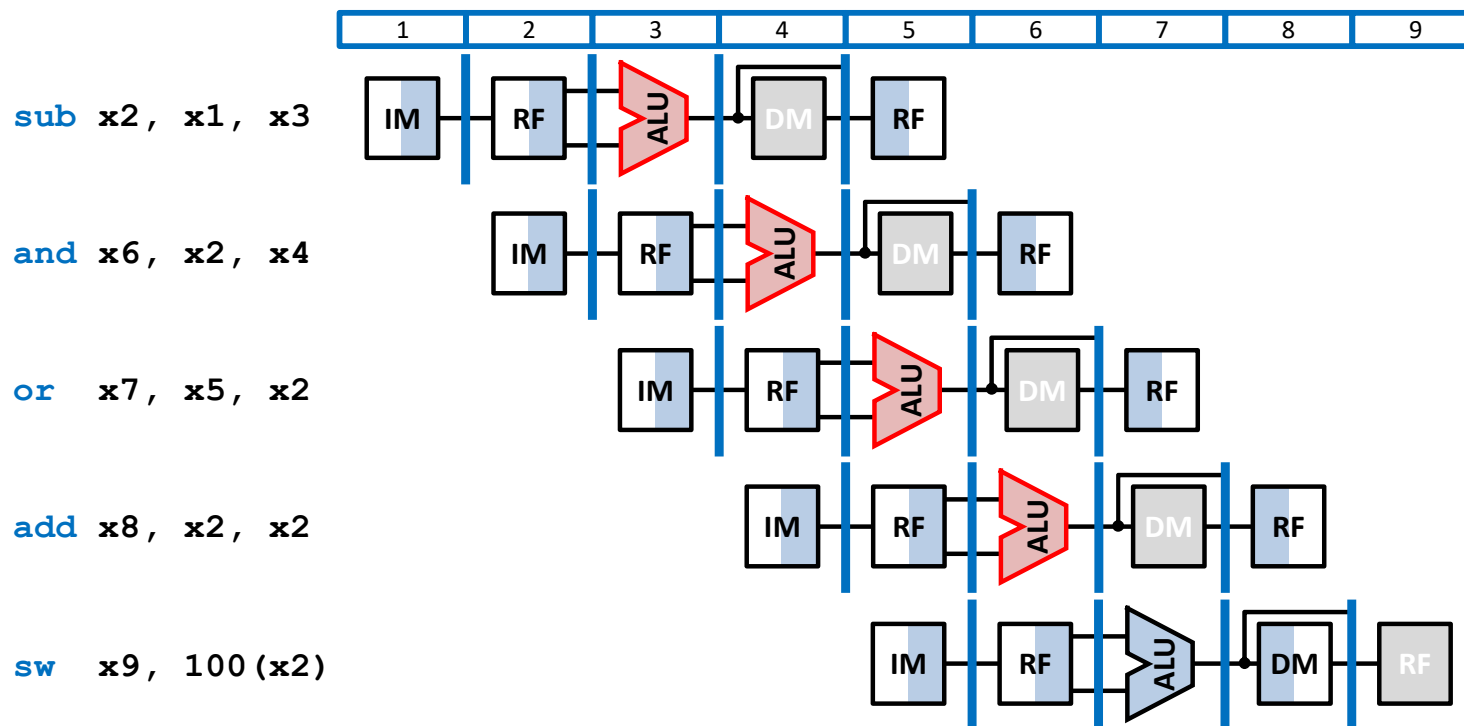 1 2 3 4 5 6 7 8 9
sub x2, x1, x3 IM RF ALU DM RF
and x6, x2, x4 IM RF ALU DM RF
or x7, x5, x2 IM RF ALU DM RF
add x8, x2, x2 IM RF ALU DM RF
sw x9, 100(x2) IM RF ALU DM RF